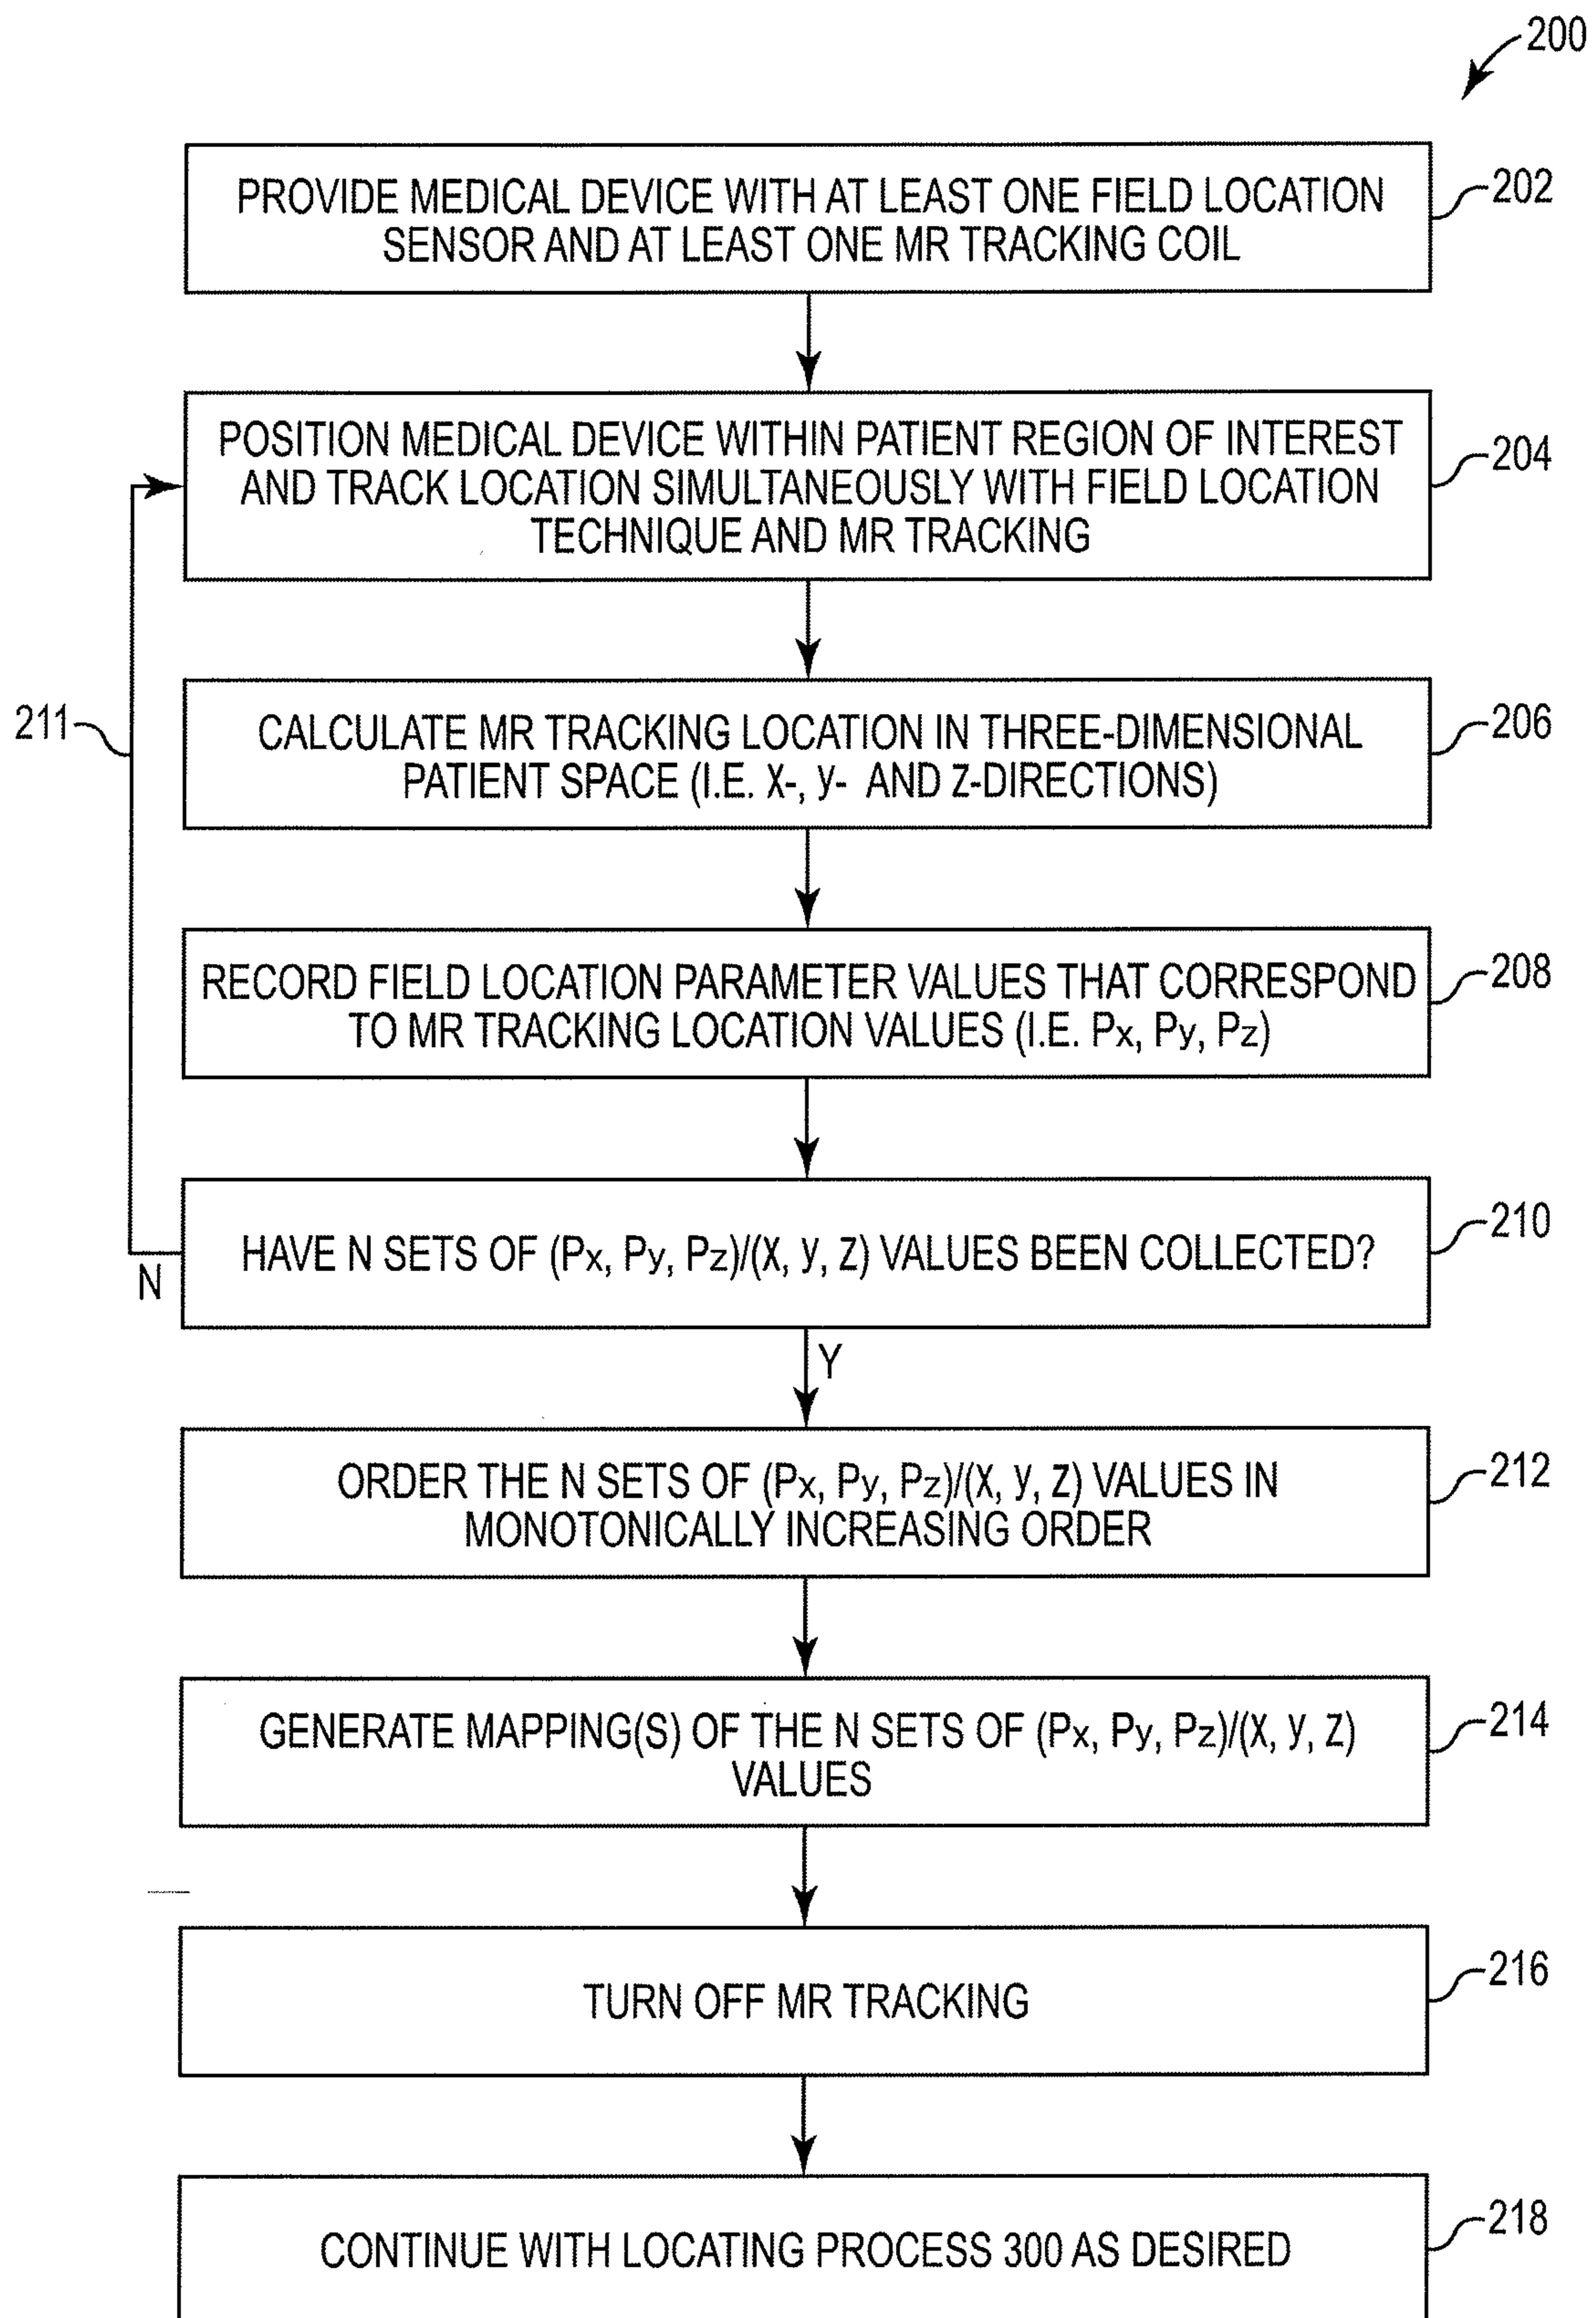 200
PROVIDE MEDICAL DEVICE WITH AT LEAST ONE FIELD LOCATION
SENSOR AND AT LEAST ONE MR TRACKING COIL
202
POSITION MEDICAL DEVICE WITHIN PATIENT REGION OF INTEREST
AND TRACK LOCATION SIMULTANEOUSLY WITH FIELD LOCATION
TECHNIQUE AND MR TRACKING
204
211
CALCULATE MR TRACKING LOCATION IN THREE-DIMENSIONAL
PATIENT SPACE (I.E. X-, y- AND Z-DIRECTIONS)
206
RECORD FIELD LOCATION PARAMETER VALUES THAT CORRESPOND
TO MR TRACKING LOCATION VALUES (I.E. Px, Py, Pz)
208
HAVE N SETS OF (Px, Py, Pz)/(X, y, Z) VALUES BEEN COLLECTED?
210
N
Y
ORDER THE N SETS OF (Px, Py, Pz)/(X, y, Z) VALUES IN
MONOTONICALLY INCREASING ORDER
212
GENERATE MAPPING(S) OF THE N SETS OF (Px, Py, Pz)/(X, y, Z)
VALUES
214
TURN OFF MR TRACKING
216
CONTINUE WITH LOCATING PROCESS 300 AS DESIRED
218